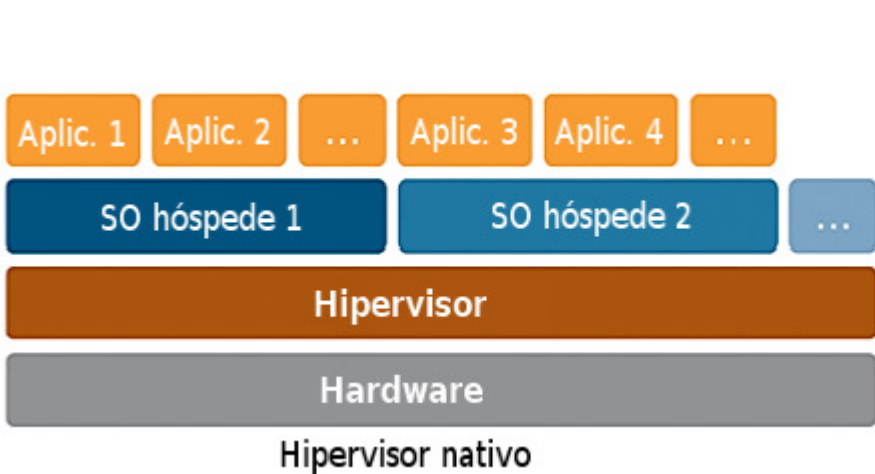 Aplic. 1 Aplic. 2 ... Aplic. 3 Aplic. 4 ...
SO hóspede 1 SO hóspede 2 ...
Hipervisor
Hardware
Hipervisor nativo